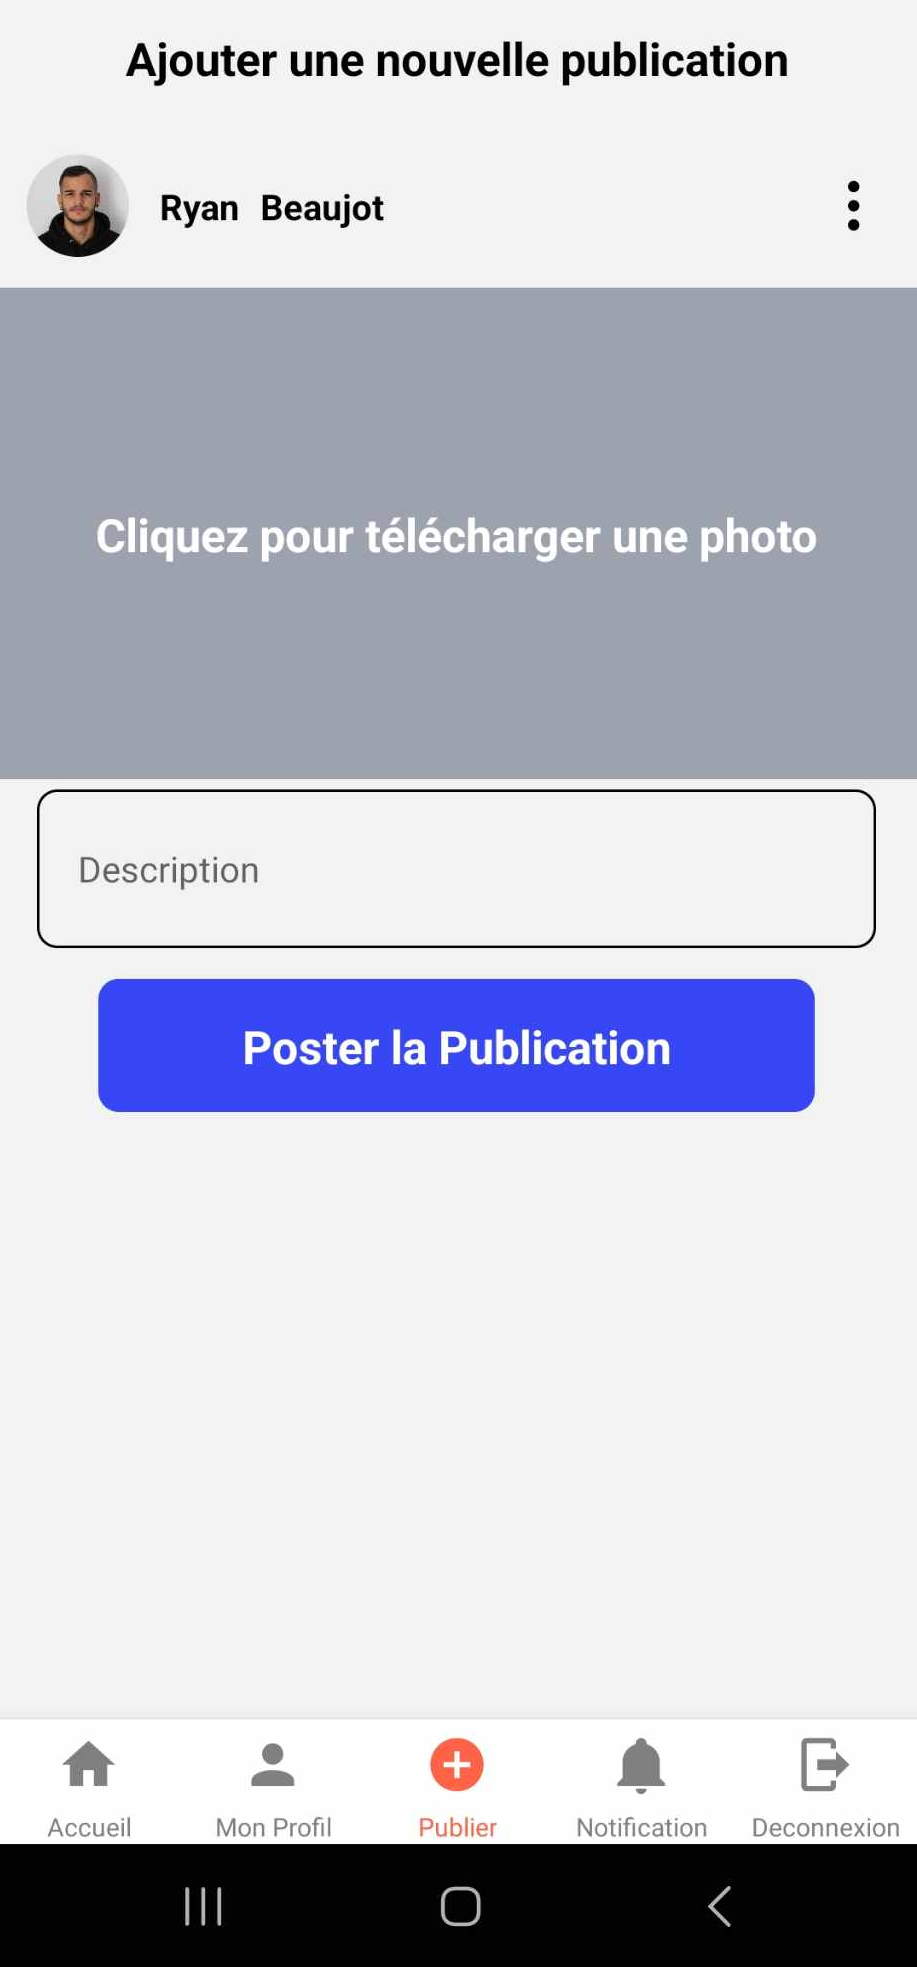 Ajouter une nouvelle publication
Ryan Beaujot
Cliquez pour télécharger une photo
Description
Poster la Publication
Accueil Mon Profil Publier Notification Deconnexion